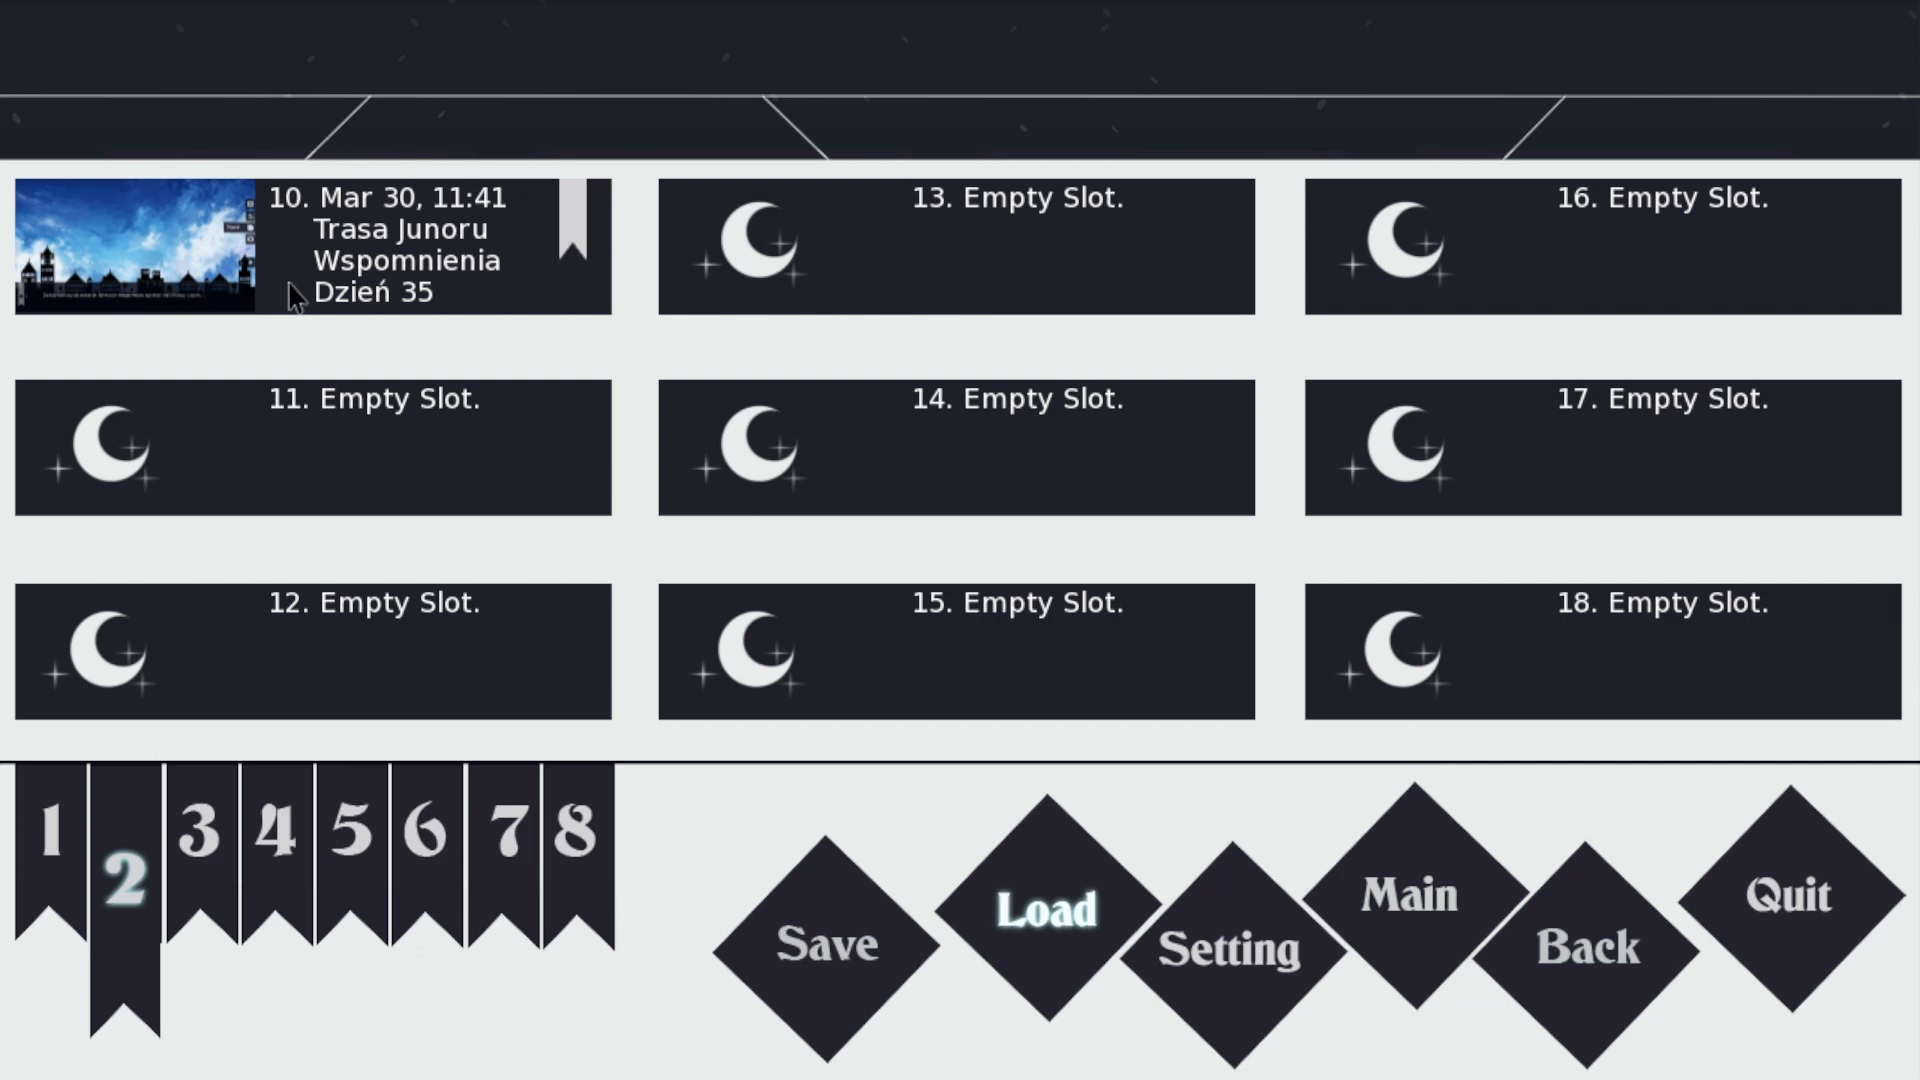 10. Mar 30, 11:41
Trasa Junoru
Wspomnienia
Dzień 35
11. Empty Slot.
12. Empty Slot.
13. Empty Slot.
14. Empty Slot.
15. Empty Slot.
16. Empty Slot.
17. Empty Slot.
18. Empty Slot.
1 2 3 4 5 6 7 8
Save
Load
Setting
Main
Back
Quit